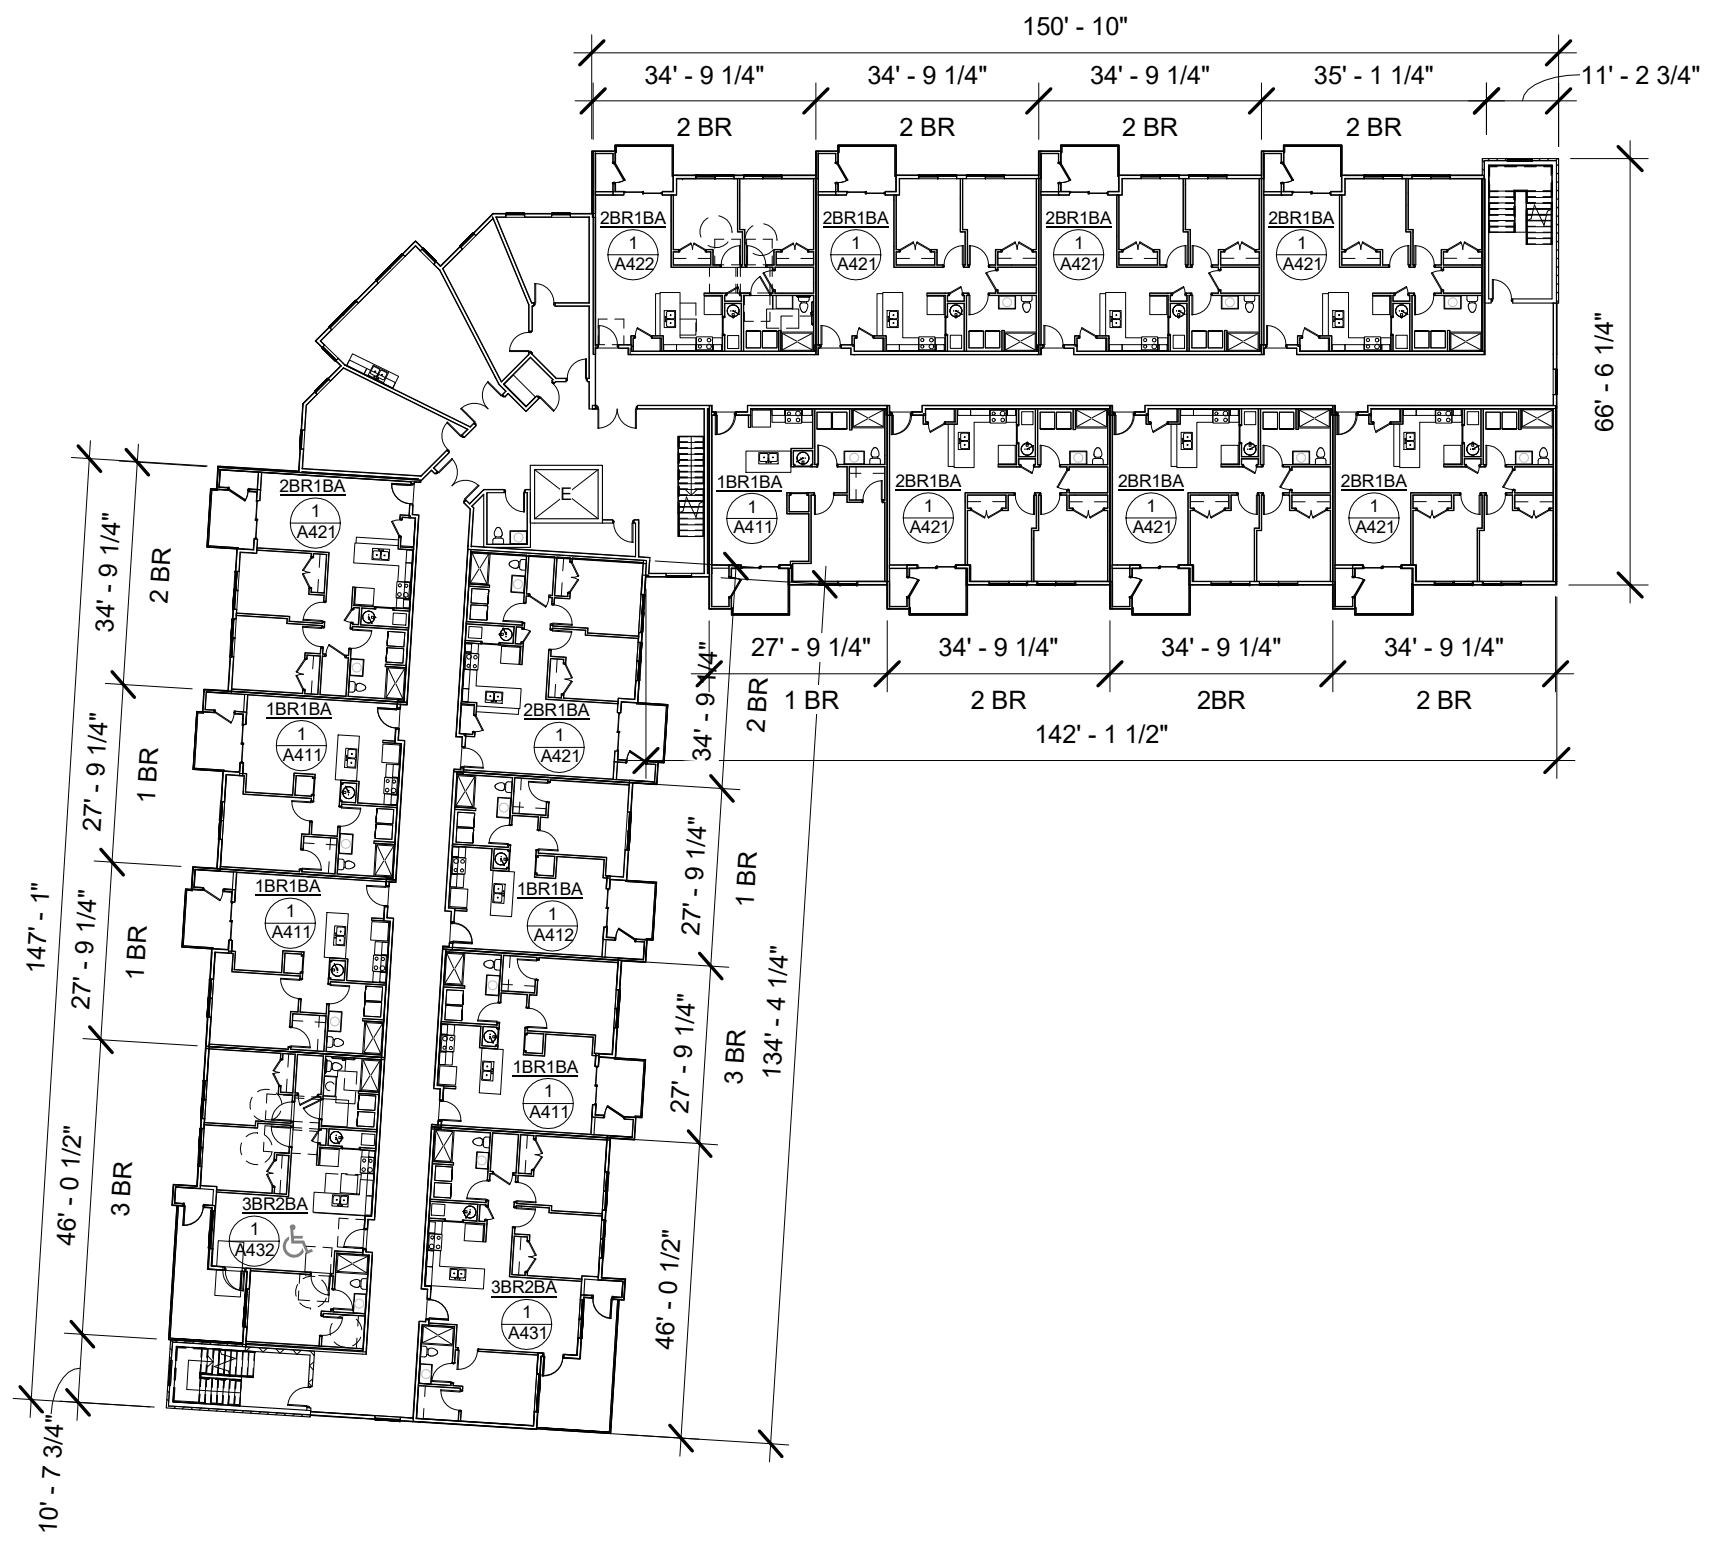 150' - 10"
34' - 9 1/4"
34' - 9 1/4"
34' - 9 1/4"
35' - 1 1/4"
11' - 2 3/4"
2 BR
2 BR
2 BR
2 BR
2BR1BA
1
A422
2BR1BA
1
A421
2BR1BA
1
A421
2BR1BA
1
A421
66' - 6 1/4"
E
1BR1BA
1
A411
2BR1BA
1
A421
2BR1BA
1
A421
2BR1BA
1
A421
27' - 9 1/4"
34' - 9 1/4"
34' - 9 1/4"
34' - 9 1/4"
1 BR
2 BR
2BR
2 BR
142' - 1 1/2"
147' - 1"
34' - 9 1/4"
2 BR
27' - 9 1/4"
1 BR
27' - 9 1/4"
1 BR
46' - 0 1/2"
3 BR
10' - 7 3/4"
2BR1BA
1
A421
1BR1BA
1
A411
1BR1BA
1
A411
3BR2BA
1
A432
2BR1BA
1
A421
1BR1BA
1
A412
1BR1BA
1
A411
3BR2BA
1
A431
34' - 9 1/4"
2 BR
27' - 9 1/4"
1 BR
27' - 9 1/4"
3 BR
134' - 4 1/4"
46' - 0 1/2"